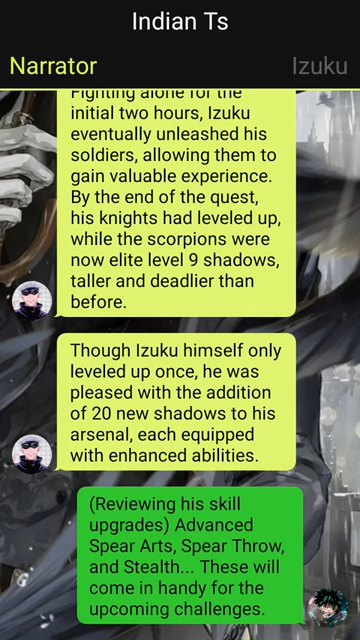 Indian Ts
Narrator
Izuku
Fighting alone for the
initial two hours, Izuku
eventually unleashed his
soldiers, allowing them to
gain valuable experience.
By the end of the quest,
his knights had leveled up,
while the scorpions were
now elite level 9 shadows,
taller and deadlier than
before.
Though Izuku himself only
leveled up once, he was
pleased with the addition
of 20 new shadows to his
arsenal, each equipped
with enhanced abilities.
(Reviewing his skill
upgrades) Advanced
Spear Arts, Spear Throw,
and Stealth... These will
come in handy for the
upcoming challenges.